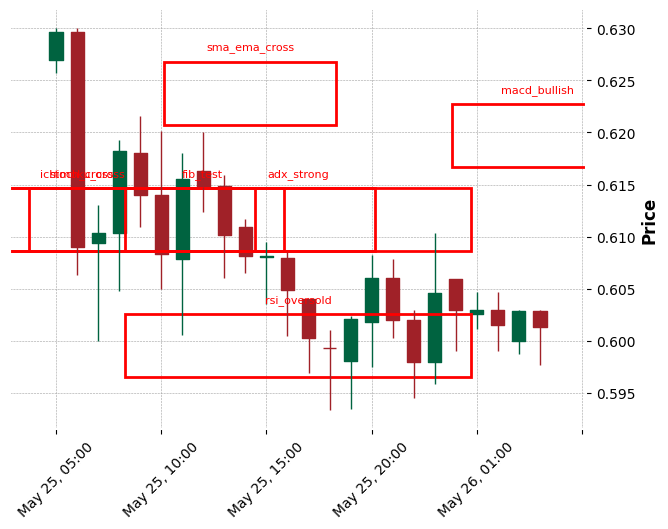 sma_ema_cross
macd_bullish
fib_test
adx_strong
rsi_oversold
0.630
0.625
0.620
0.615
0.610
0.605
0.600
0.595
Price
May 25, 05:00
May 25, 10:00
May 25, 15:00
May 25, 20:00
May 26, 01:00